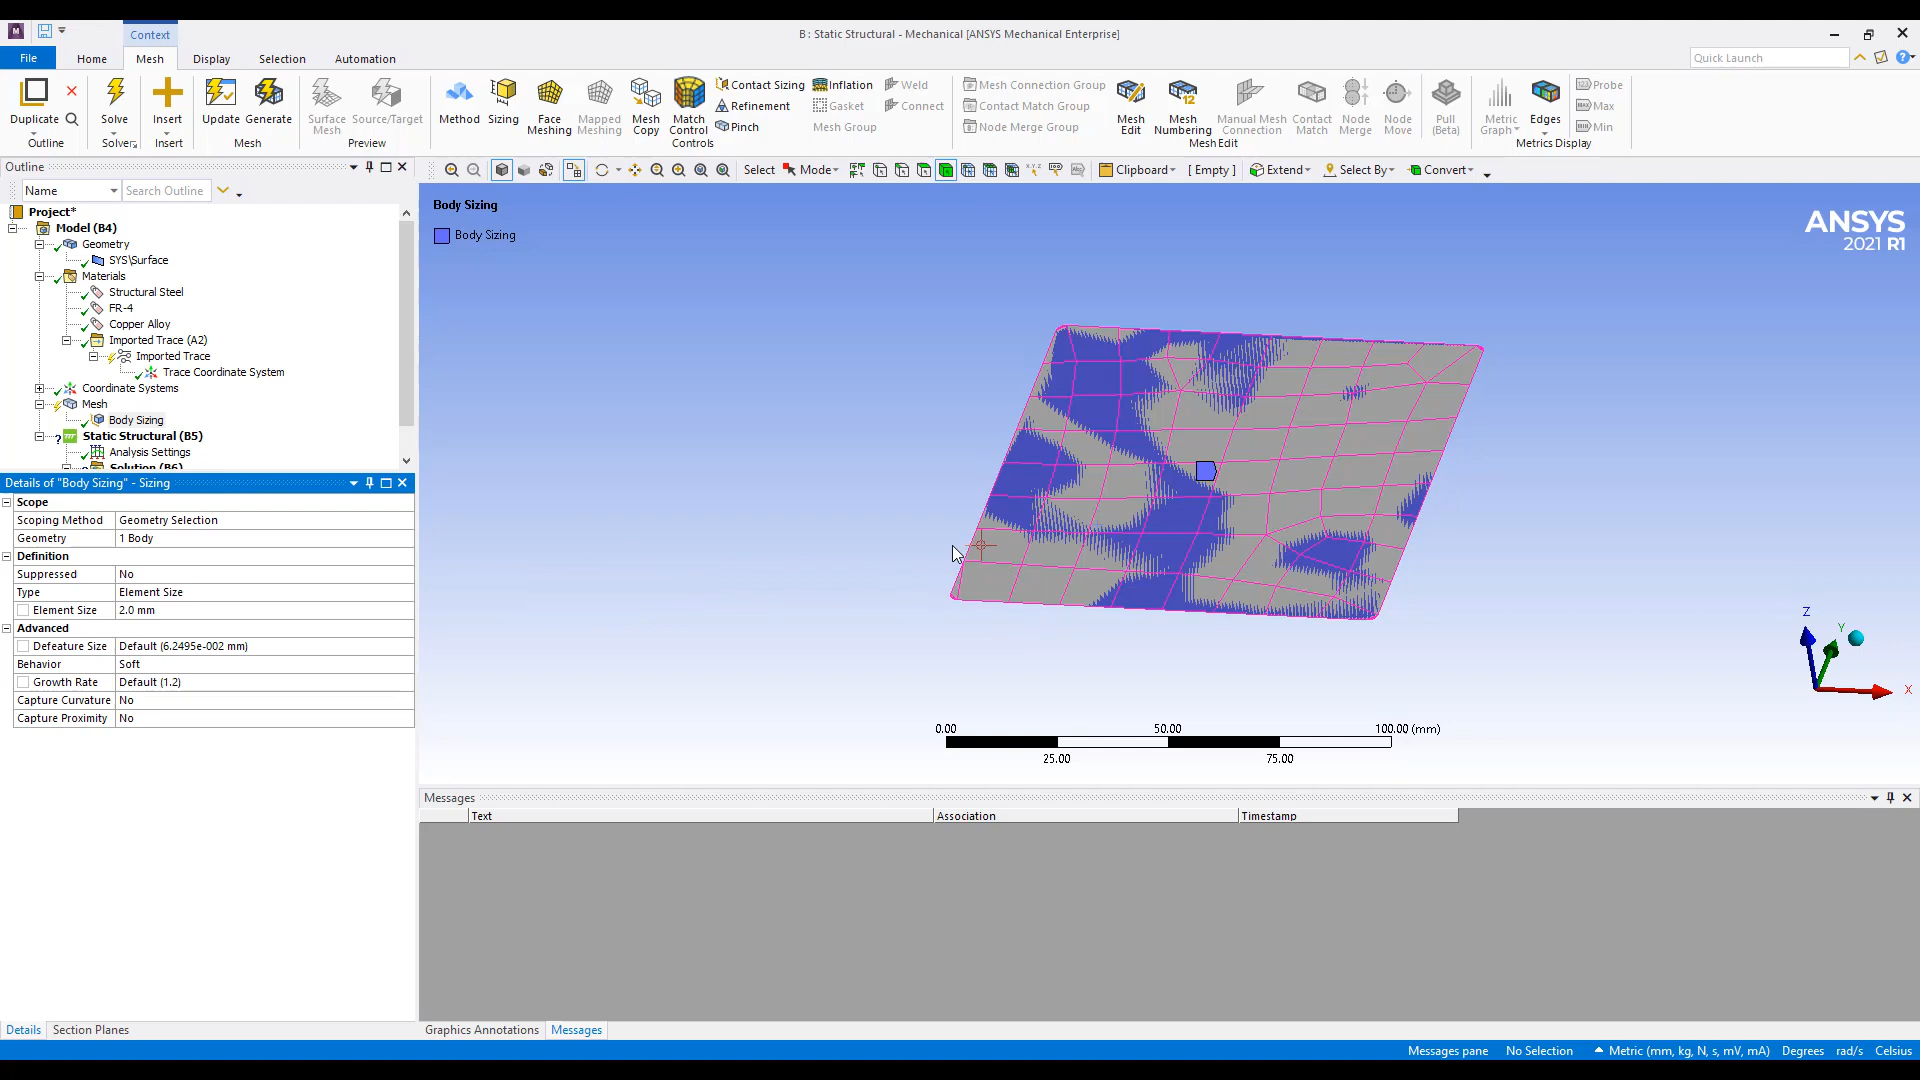 Context
B : Static Structural - Mechanical [ANSYS Mechanical Enterprise]
File Home Mesh Display Selection Automation
Quick Launch
Duplicate Solve Insert Update Generate Surface Mesh Source/Target Method Sizing Face Meshing Mapped Meshing Mesh Copy Match Control
Contact Sizing Inflation Weld
Refinement Gasket Connect
Pinch Mesh Group
Mesh Connection Group
Contact Match Group
Node Merge Group
Mesh Edit Mesh Numbering Manual Mesh Connection Contact Match Node Merge Node Move Pull (Beta) Metric Graph Edges
Probe
Max
Min
Outline Solver Insert Mesh Preview Controls Mesh Edit Metrics Display
Outline
Name Search Outline
Select Mode Clipboard [ Empty ] Extend Select By Convert
Project*
Model (B4)
Geometry
SYS\Surface
Materials
Structural Steel
FR-4
Copper Alloy
Imported Trace (A2)
Imported Trace
Trace Coordinate System
Coordinate Systems
Mesh
Body Sizing
Static Structural (B5)
Analysis Settings
Solution (B6)
Details of "Body Sizing" - Sizing
Scope
Scoping Method Geometry Selection
Geometry 1 Body
Definition
Suppressed No
Type Element Size
Element Size 2.0 mm
Advanced
Defeature Size Default (6.2495e-002 mm)
Behavior Soft
Growth Rate Default (1.2)
Capture Curvature No
Capture Proximity No
Details Section Planes
Body Sizing
Body Sizing
ANSYS
2021 R1
Z
Y
X
0.00 50.00 100.00 (mm)
25.00 75.00
Messages
Text Association Timestamp
Graphics Annotations Messages
Messages pane No Selection Metric (mm, kg, N, s, mV, mA) Degrees rad/s Celsius